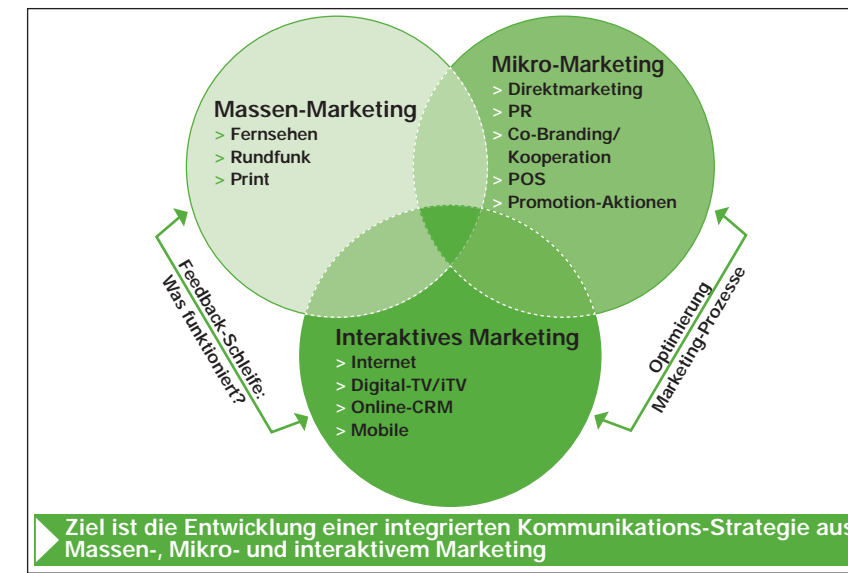 Massen-Marketing
> Fernsehen
> Rundfunk
> Print
Mikro-Marketing
> Direktmarketing
> PR
> Co-Branding/
Kooperation
> POS
> Promotion-Aktionen
Feedback-Schleife:
Was funktioniert?
Optimierung
Marketing-Prozesse
Interaktives Marketing
> Internet
> Digital-TV/iTV
> Online-CRM
> Mobile
Ziel ist die Entwicklung einer integrierten Kommunikations-Strategie aus
Massen-, Mikro- und interaktivem Marketing